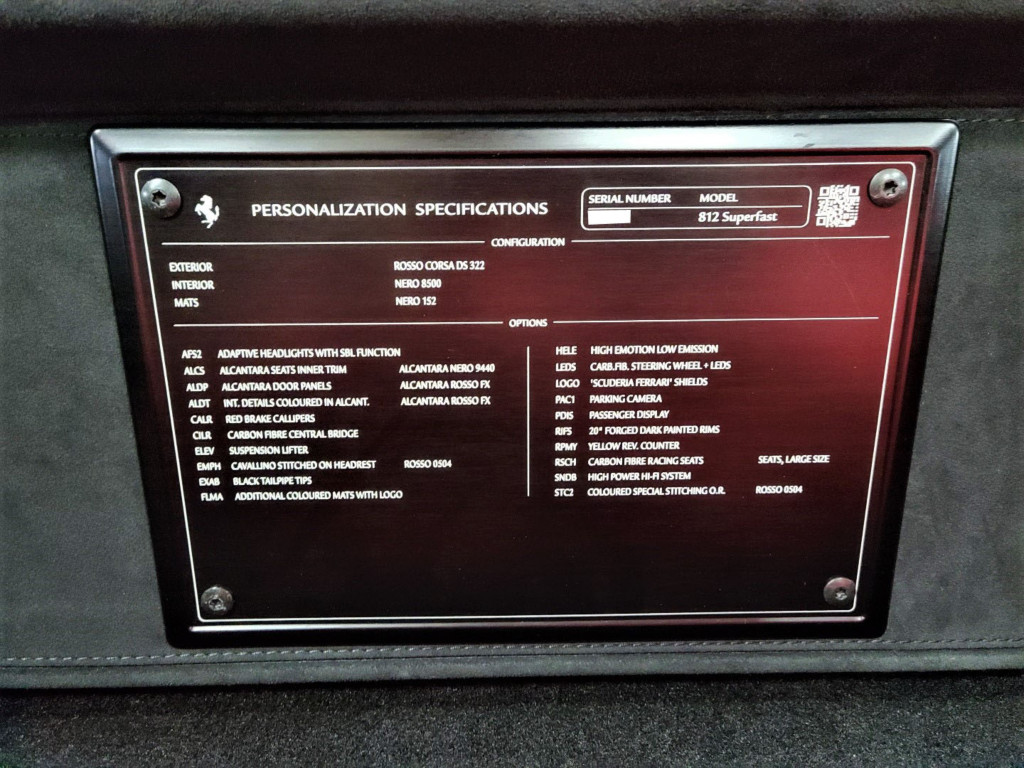 PERSONALIZATION SPECIFICATIONS
SERIAL NUMBER MODEL
812 Superfast
CONFIGURATION
EXTERIOR ROSSO CORSA DS 322
INTERIOR NERO 8500
MATS NERO 152
OPTIONS
AFS2 ADAPTIVE HEADLIGHTS WITH SBL FUNCTION
ALCS ALCANTARA SEATS INNER TRIM ALCANTARA NERO 9440
ALDP ALCANTARA DOOR PANELS ALCANTARA ROSSO FX
ALDT INT. DETAILS COLOURED IN ALCANT. ALCANTARA ROSSO FX
CALR RED BRAKE CALLIPERS
CILR CARBON FIBRE CENTRAL BRIDGE
ELEV SUSPENSION LIFTER
EMPH CAVALLINO STITCHED ON HEADREST ROSSO 0504
EXAB BLACK TAILPIPE TIPS
FLMA ADDITIONAL COLOURED MATS WITH LOGO
HELE HIGH EMOTION LOW EMISSION
LEDS CARB.FIB. STEERING WHEEL + LEDS
LOGO 'SCUDERIA FERRARI' SHIELDS
PAC1 PARKING CAMERA
PDIS PASSENGER DISPLAY
RIF5 20" FORGED DARK PAINTED RIMS
RPMY YELLOW REV. COUNTER
RSCH CARBON FIBRE RACING SEATS SEATS, LARGE SIZE
SNDB HIGH POWER HI-FI SYSTEM
STC2 COLOURED SPECIAL STITCHING O.R. ROSSO 0504